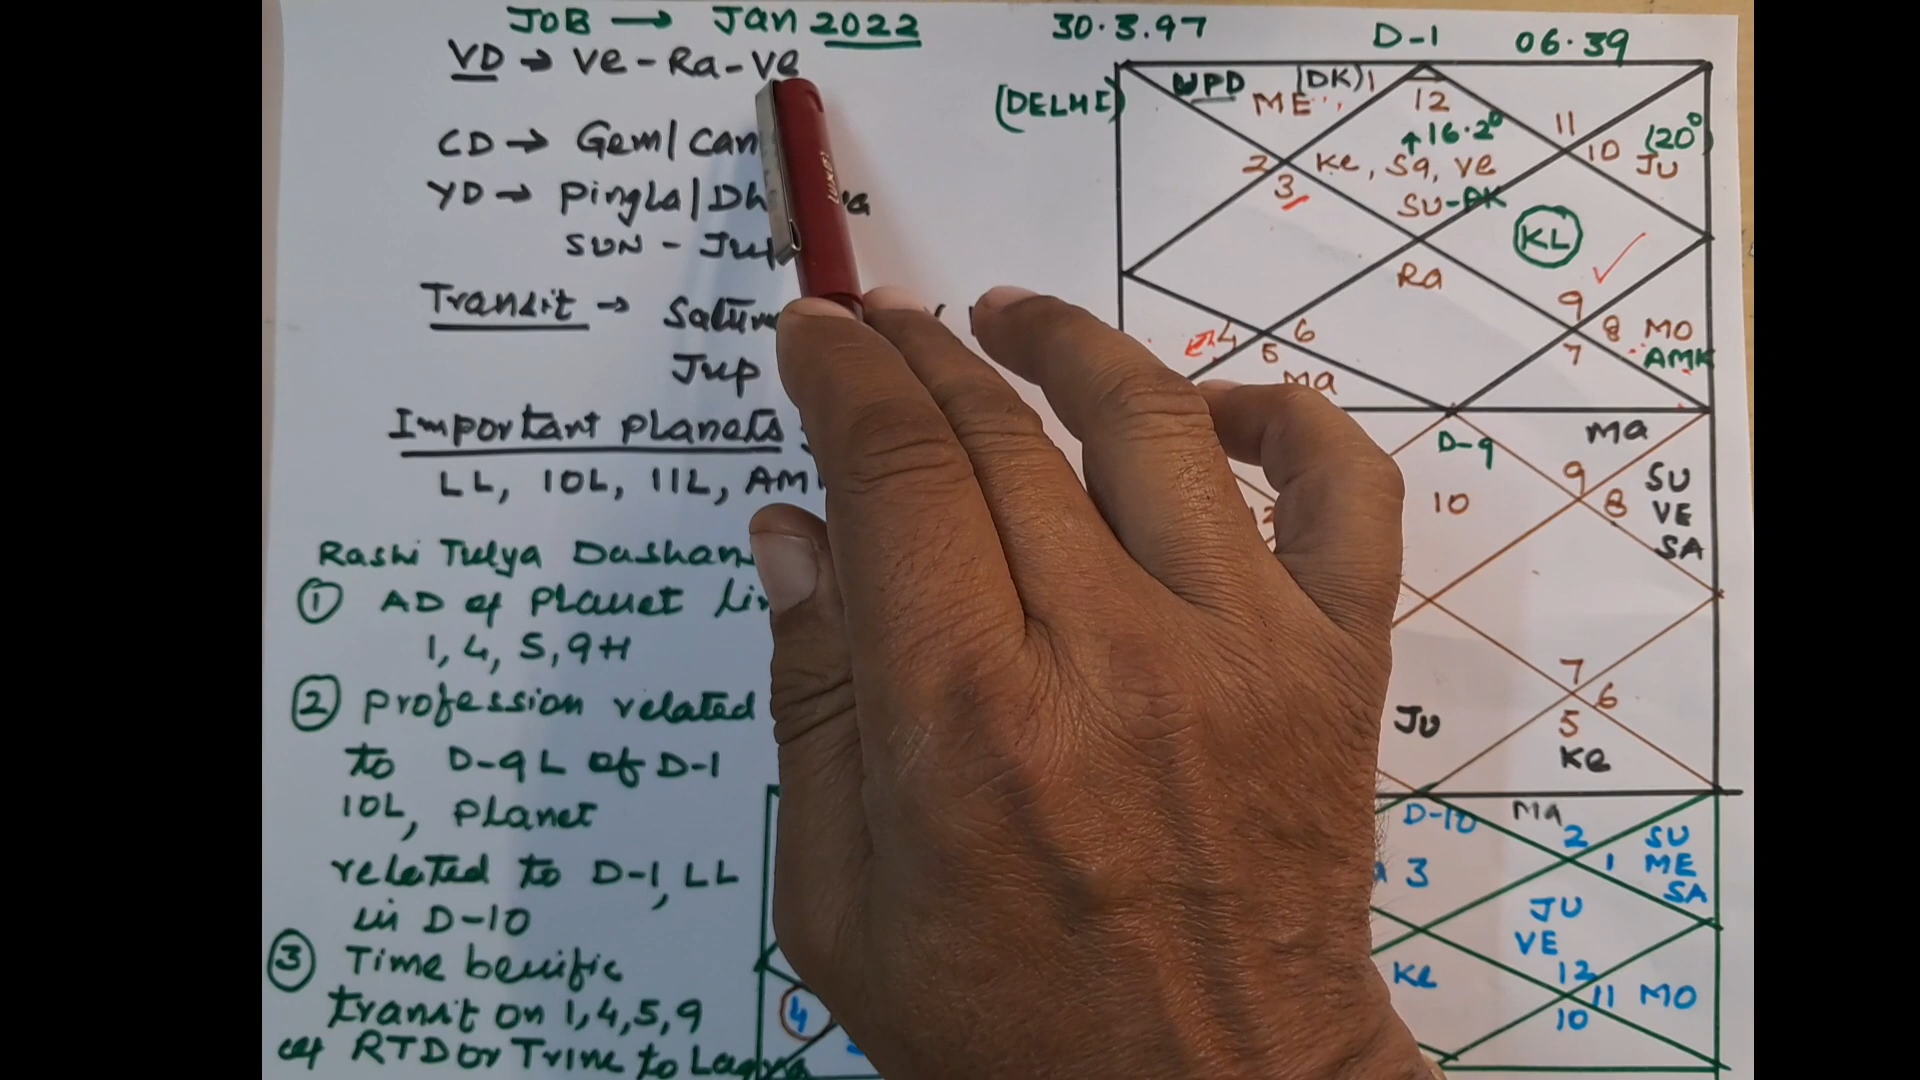 JOB → Jan 2022
VD → Ve - Ra - Ve
CD → Gem/Can
YD → Pingla/Dh
SUN - Jup
Transit →
Jup
Important Planets
LL, 10L, 11L,
Rashi Tulya
① AD of Planet
1, 4, 5, 9H
② Profession related
to D-9 L of D-1
10L, Planet
releted to D-1, LL
in D-10
③ Time benific
transit on 1, 4, 5, 9
of RTD or Trine to Lagna
4
30.3.97 D-1 06.39
(DELHI)
UPD (DK) 1
ME 12
↑16.2° 11
10 (20°
JU
2 Ke, Sa, Ve
3 SU-AK
KL
Ra
9
4 6 8 MO
5 7 AMK
Ma
D-9 Ma
9 SU
10 8 VE
SA
12
7
6
JU 5
Ke
D-10 Ma
2 SU
3 1 ME
SA
JU
VE
Ke 12
11 MO
10
LUXOR